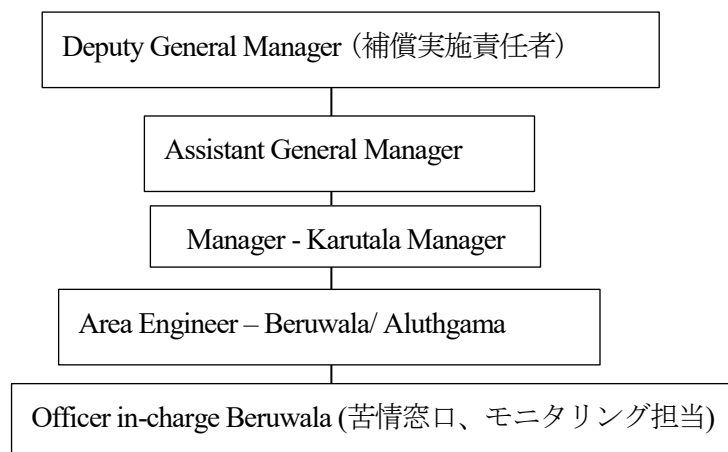 Deputy General Manager（補償実施責任者）
Assistant General Manager
Manager - Karutala Manager
Area Engineer – Beruwala/ Aluthgama
Officer in-charge Beruwala (苦情窓口、モニタリング担当)